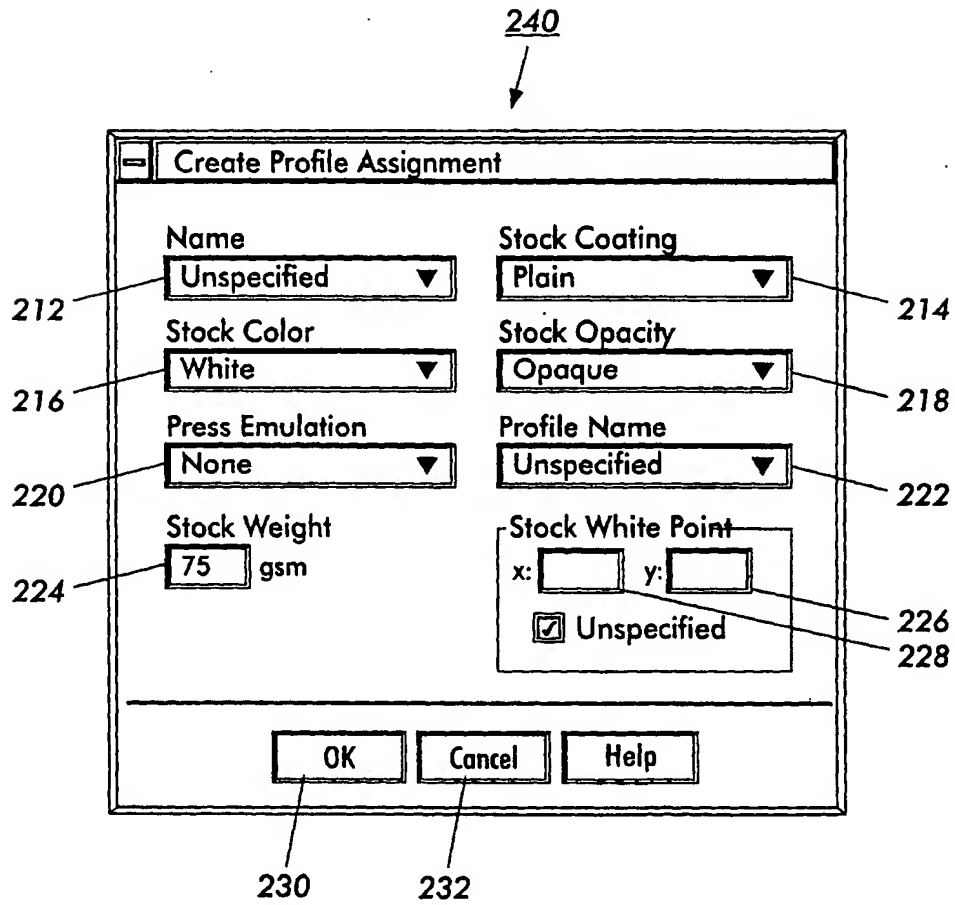 240
Create Profile Assignment
Name
Stock Coating
Unspecified
Plain
212
214
Stock Color
Stock Opacity
White
Opaque
216
218
Press Emulation
Profile Name
None
Unspecified
220
222
Stock Weight
Stock White Point
75 gsm
x: y:
224
226
Unspecified
228
OK Cancel Help
230 232